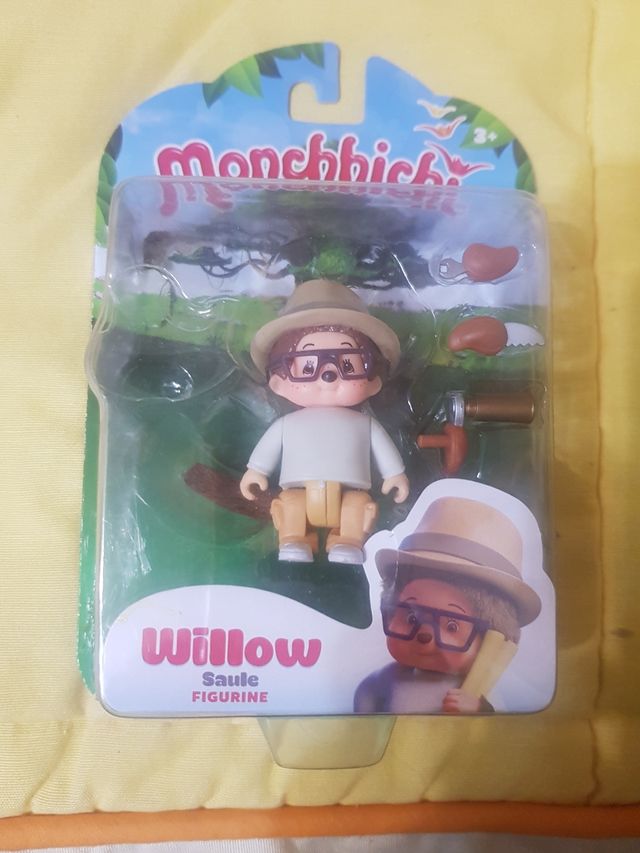 Monchhichi
3+
Willow
Saule
FIGURINE